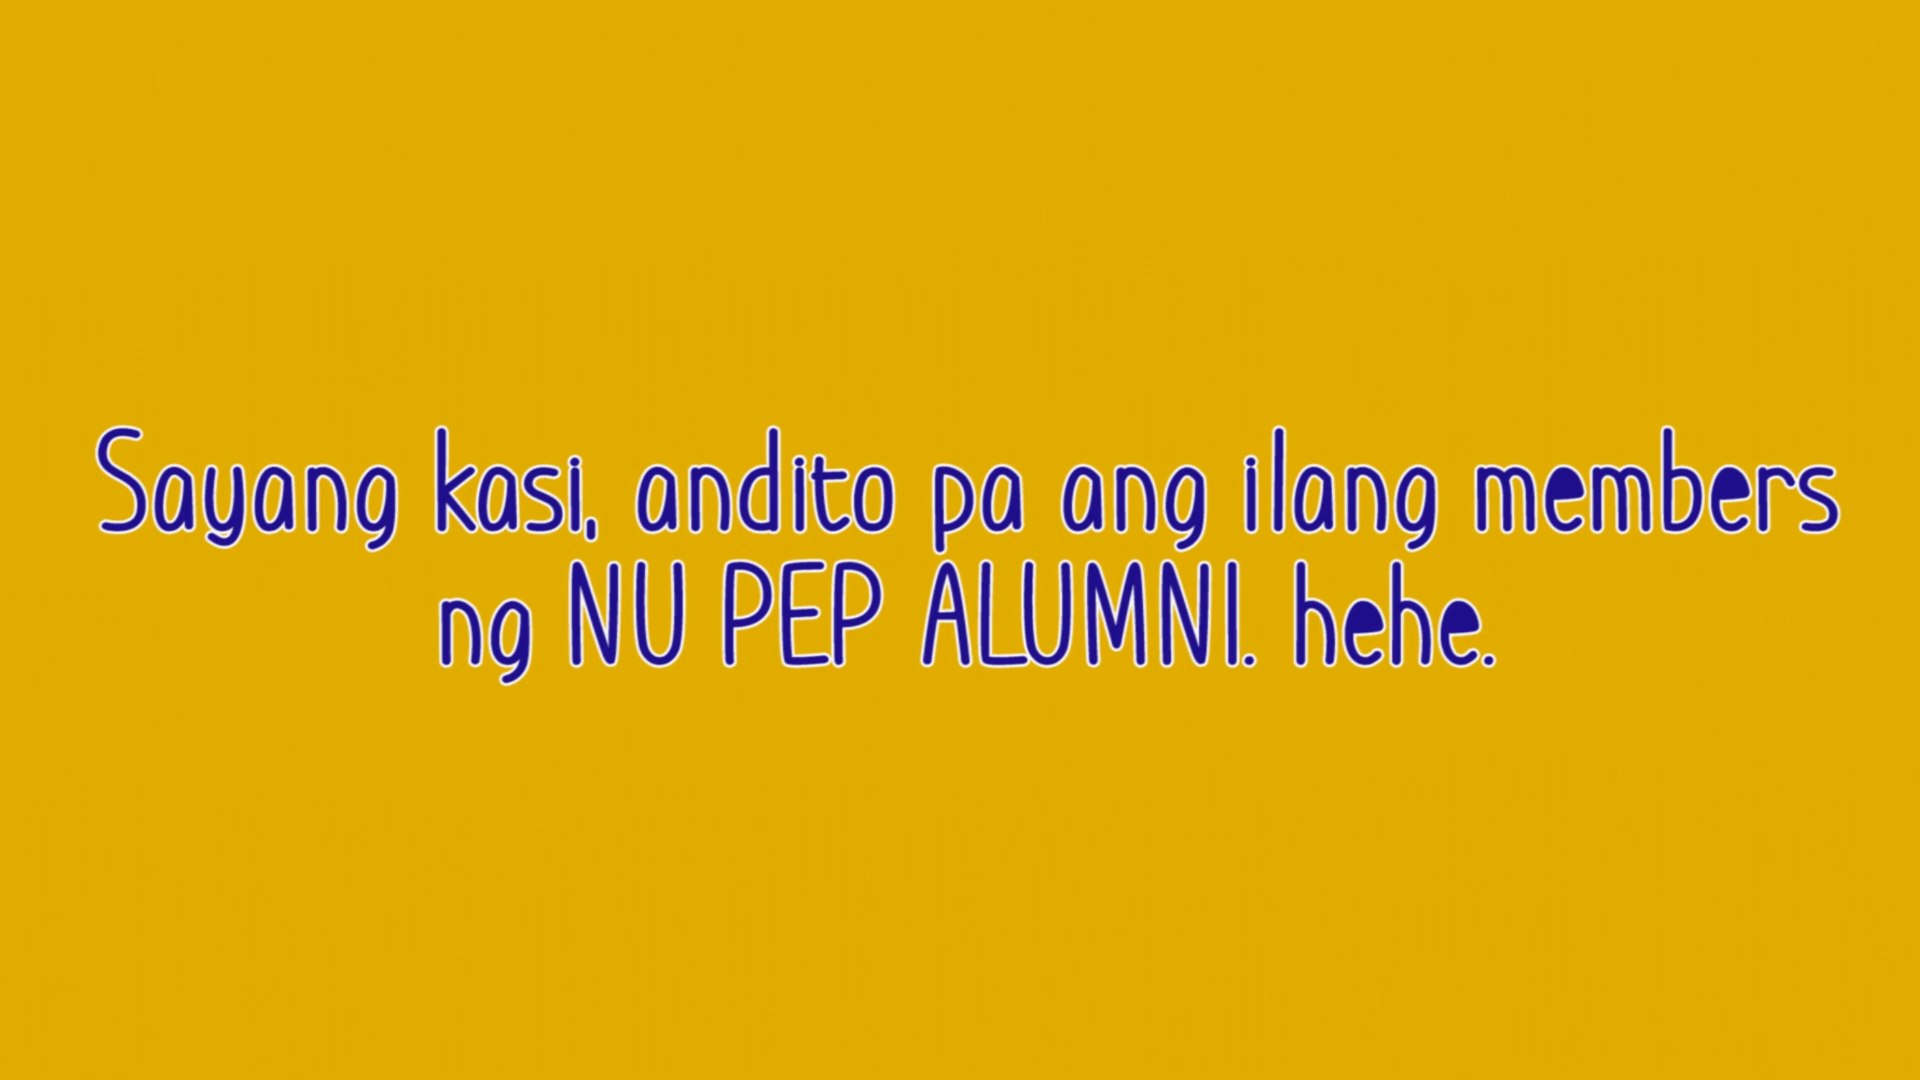 Sayang kasi, andito pa ang ilang members
ng NU PEP ALUMNI. hehe.